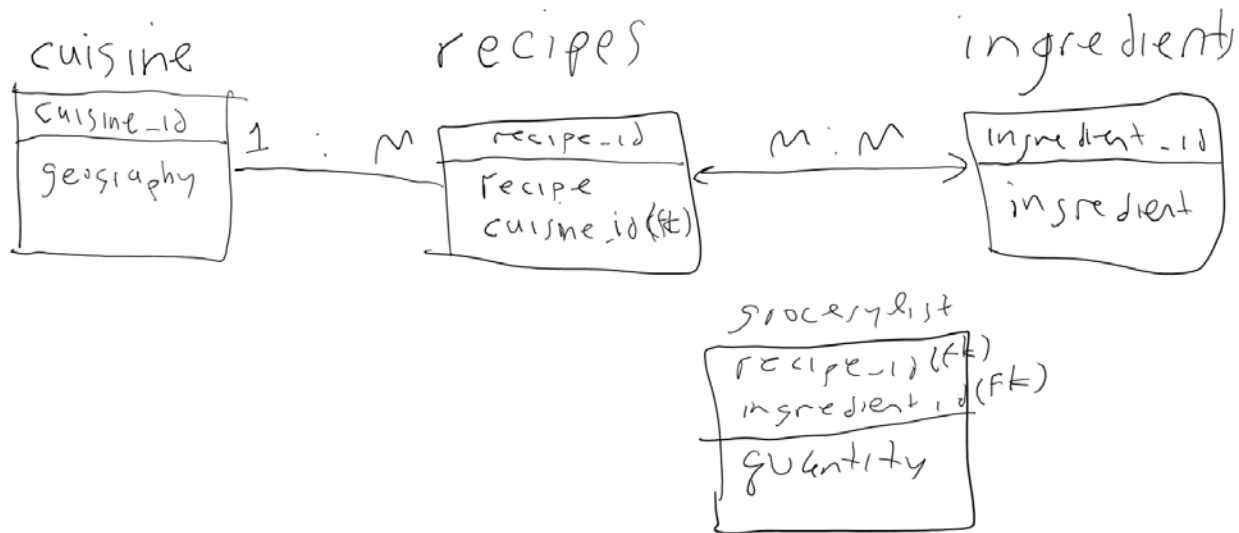 cuisine
cuisine_id
geography
1 : M
recipes
recipe_id
recipe
cuisine_id(fk)
M : N
ingredients
ingredient_id
ingredient
grocerylist
recipe_id(fk)
ingredient_id(FK)
quantity